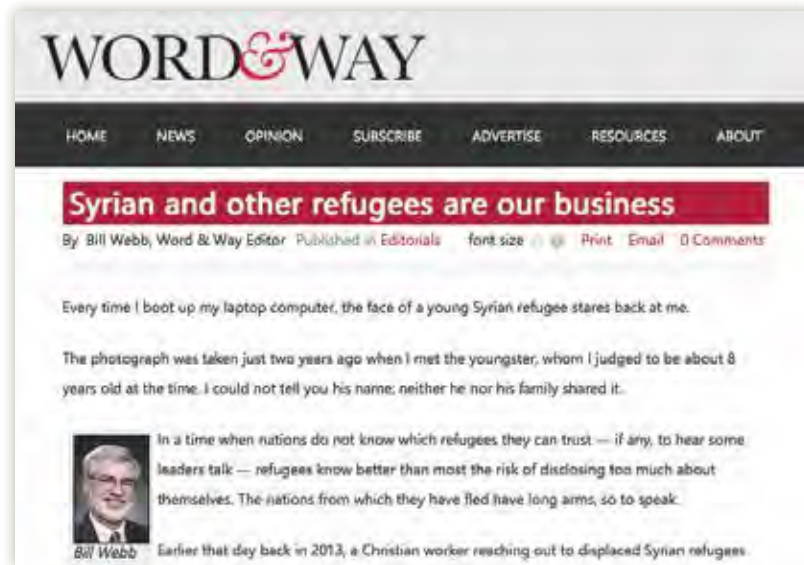 WORD&WAY
HOME NEWS OPINION SUBSCRIBE ADVERTISE RESOURCES ABOUT
Syrian and other refugees are our business
By Bill Webb, Word & Way Editor Published in Editorials font size Print Email 0 Comments
Every time I boot up my laptop computer, the face of a young Syrian refugee stares back at me.
The photograph was taken just two years ago when I met the youngster, whom I judged to be about 8
years old at the time. I could not tell you his name; neither he nor his family shared it.
In a time when nations do not know which refugees they can trust — if any, to hear some
leaders talk — refugees know better than most the risk of disclosing too much about
themselves. The nations from which they have fled have long arms, so to speak.
Bill Webb
Earlier that day back in 2013, a Christian worker reaching out to displaced Syrian refugees